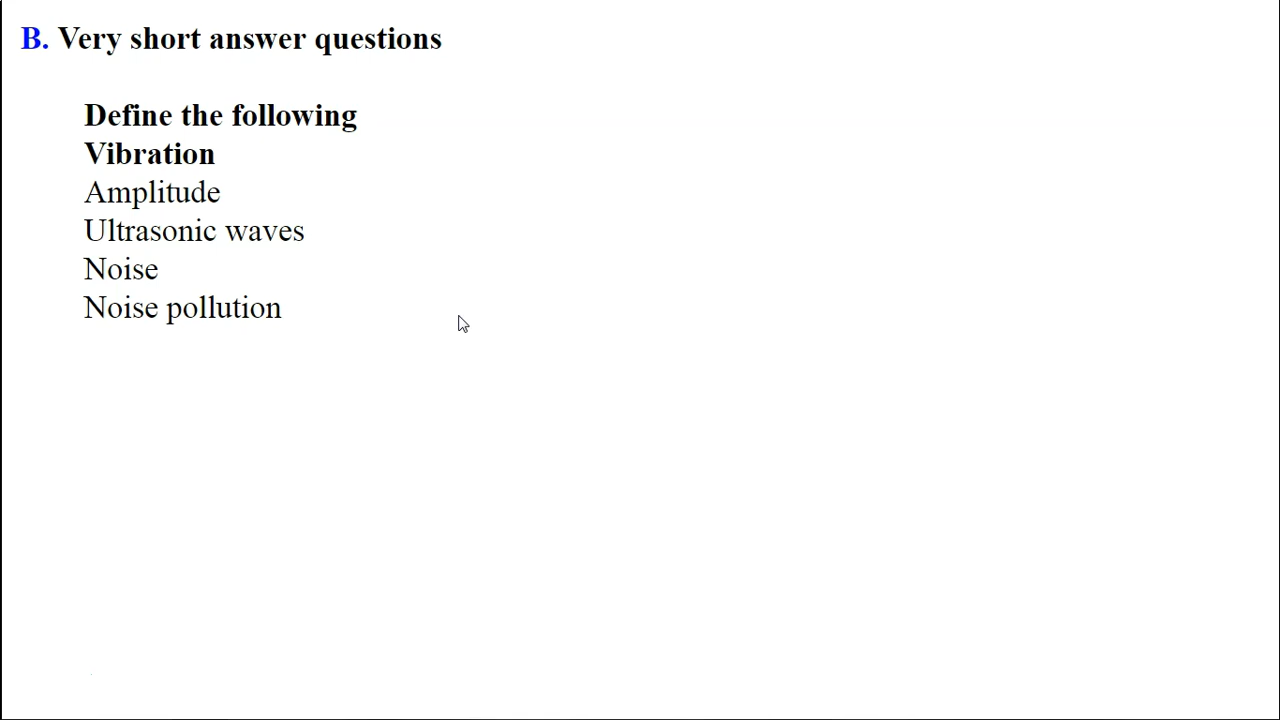 B. Very short answer questions
Define the following
Vibration
Amplitude
Ultrasonic waves
Noise
Noise pollution